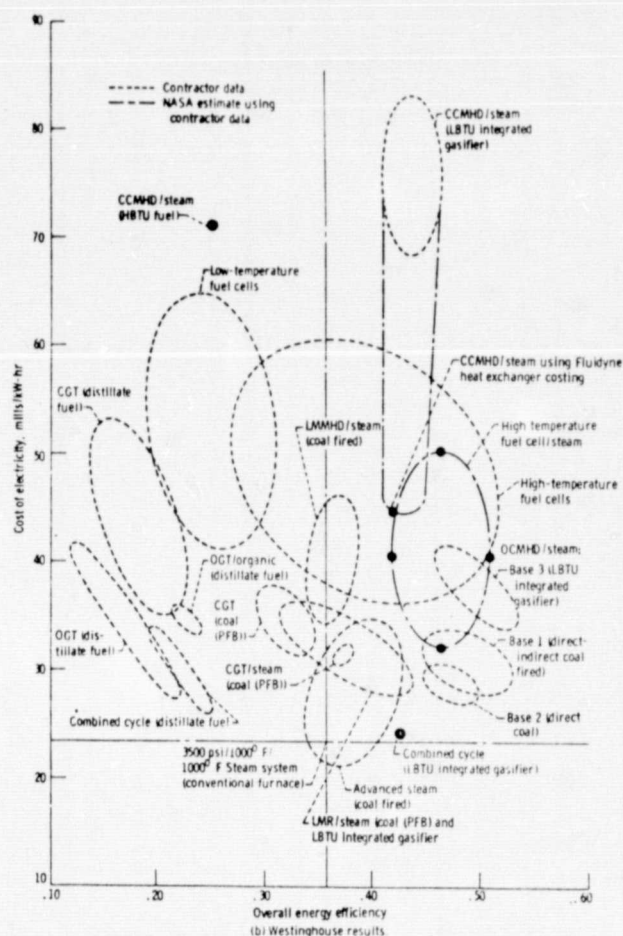 90
80
70
60
50
40
30
20
10
Cost of electricity, mills/kW-hr
Contractor data
NASA estimate using
contractor data
CCMHD/steam
(LBTU integrated
gasifier)
CCMHD/steam
(HBTU fuel)
Low-temperature
fuel cells
CCMHD/steam using Fluidyne
heat exchanger costing
CGT (distillate
fuel)
LMMHD/steam
(coal fired)
High temperature
fuel cell/steam
High-temperature
fuel cells
OCMHD/steam:
Base 3 (LBTU
integrated
gasifier)
OGT/organic
(distillate fuel)
CGT
(coal
(PFB))
OGT (dis-
tillate fuel)
Base 1 (direct-
indirect coal
fired)
CGT/steam
(coal (PFB))
Base 2 (direct
coal)
Combined cycle (distillate fuel)
3500 psi/1000° F/
1000° F Steam system
(conventional furnace)
Combined cycle
(LBTU integrated gasifier)
Advanced steam
(coal fired)
LMR/steam (coal (PFB) and
LBTU integrated gasifier
.10
.20
.30
.40
.50
.60
Overall energy efficiency
(b) Westinghouse results.